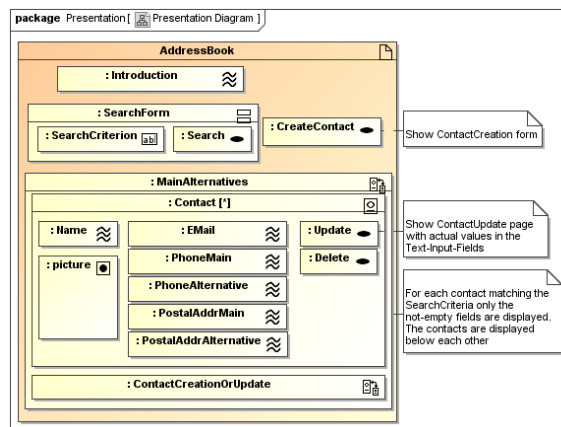 package Presentation [ Presentation Diagram ]
AddressBook
: Introduction
: SearchForm
: SearchCriterion
ab
: Search
: CreateContact
Show ContactCreation form
: MainAlternatives
: Contact [*]
: Name
: EMail
: Update
Show ContactUpdate page
with actual values in the
Text-Input-Fields
: picture
: PhoneMain
: Delete
: PhoneAlternative
: PostalAddrMain
: PostalAddrAlternative
For each contact matching the
SearchCriteria only the
not-empty fields are displayed.
The contacts are displayed
below each other
: ContactCreationOrUpdate